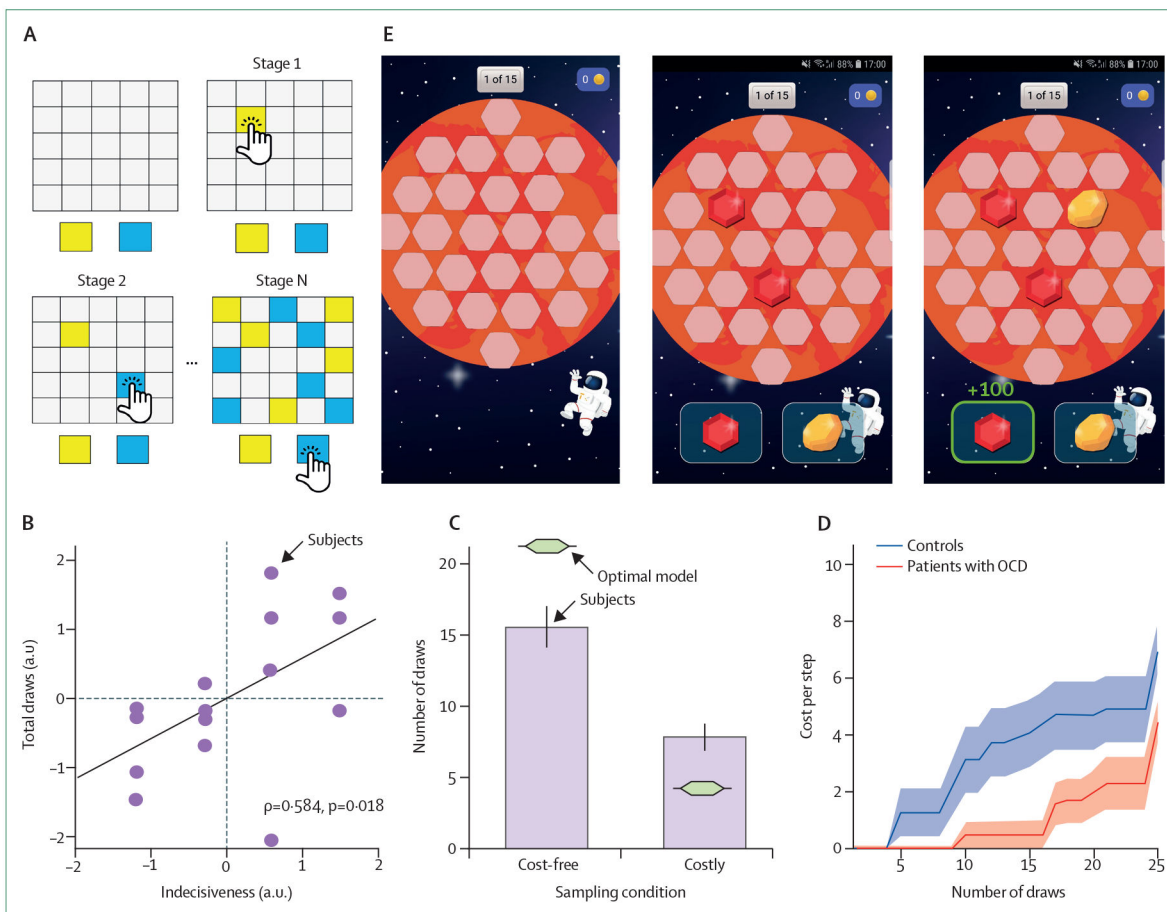 A
Stage 1
Stage 2
Stage N
...
E
1 of 15
0
88% 17:00
1 of 15
0
88% 17:00
1 of 15
0
+100
B
Subjects
2
1
0
−1
−2
Total draws (a.u)
ρ=0·584, p=0·018
−2
−1
0
1
2
Indecisiveness (a.u.)
C
20
15
10
5
0
Number of draws
Optimal model
Subjects
Cost-free
Costly
Sampling condition
D
Controls
Patients with OCD
10
8
6
4
2
0
Cost per step
5
10
15
20
25
Number of draws